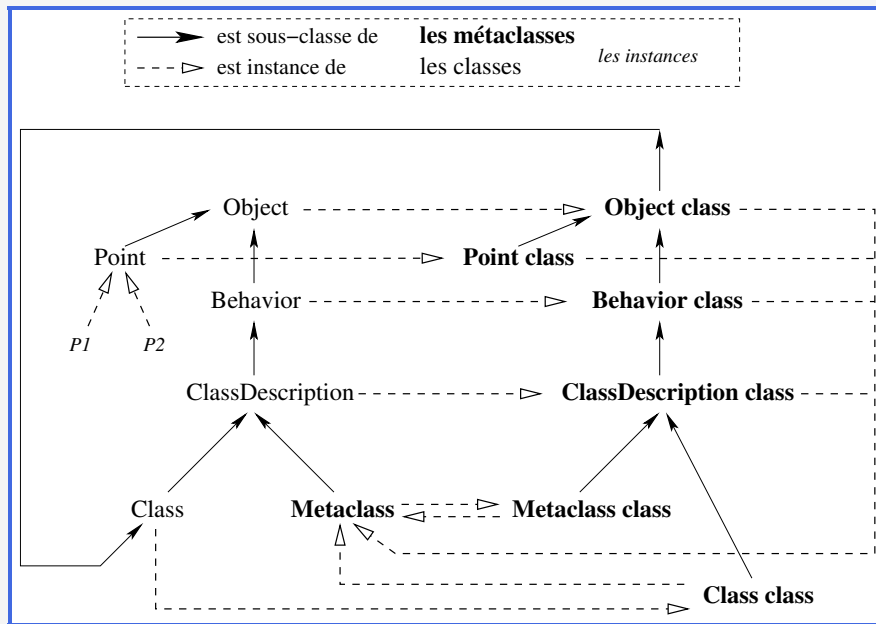 est sous−classe de les métaclasses
est instance de les classes les instances
Object Object class
Point Point class
Behavior Behavior class
P1 P2
ClassDescription ClassDescription class
Class Metaclass Metaclass class
Class class